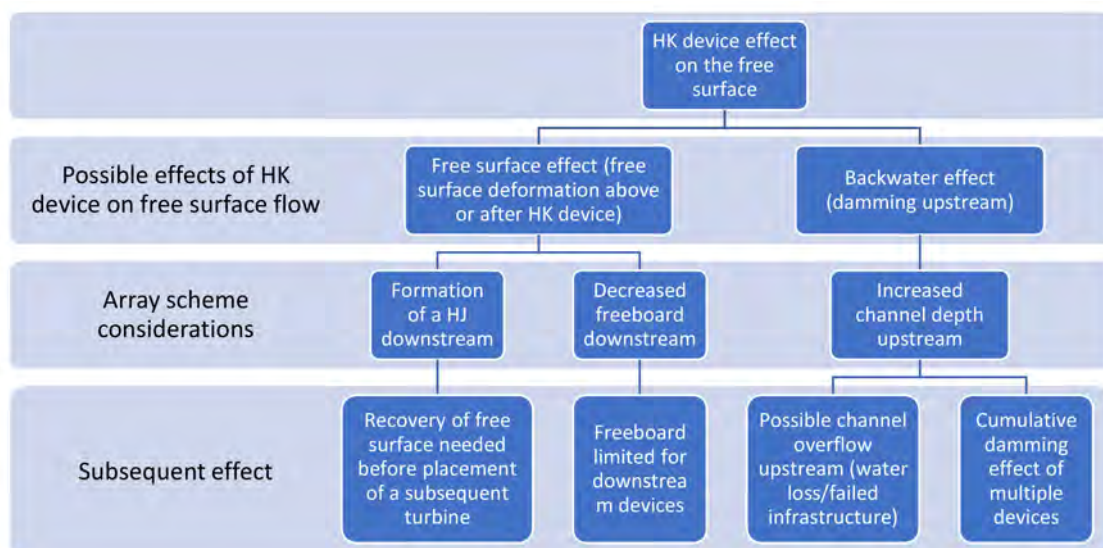 HK device effect
on the free
surface
Possible effects of HK
device on free surface flow
Free surface effect (free
surface deformation above
or after HK device)
Backwater effect
(damming upstream)
Array scheme
considerations
Formation
of a HJ
downstream
Decreased
freeboard
downstream
Increased
channel depth
upstream
Subsequent effect
Recovery of free
surface needed
before placement
of a subsequent
turbine
Freeboard
limited for
downstrea
m devices
Possible channel
overflow
upstream (water
loss/failed
infrastructure)
Cumulative
damming
effect of
multiple
devices